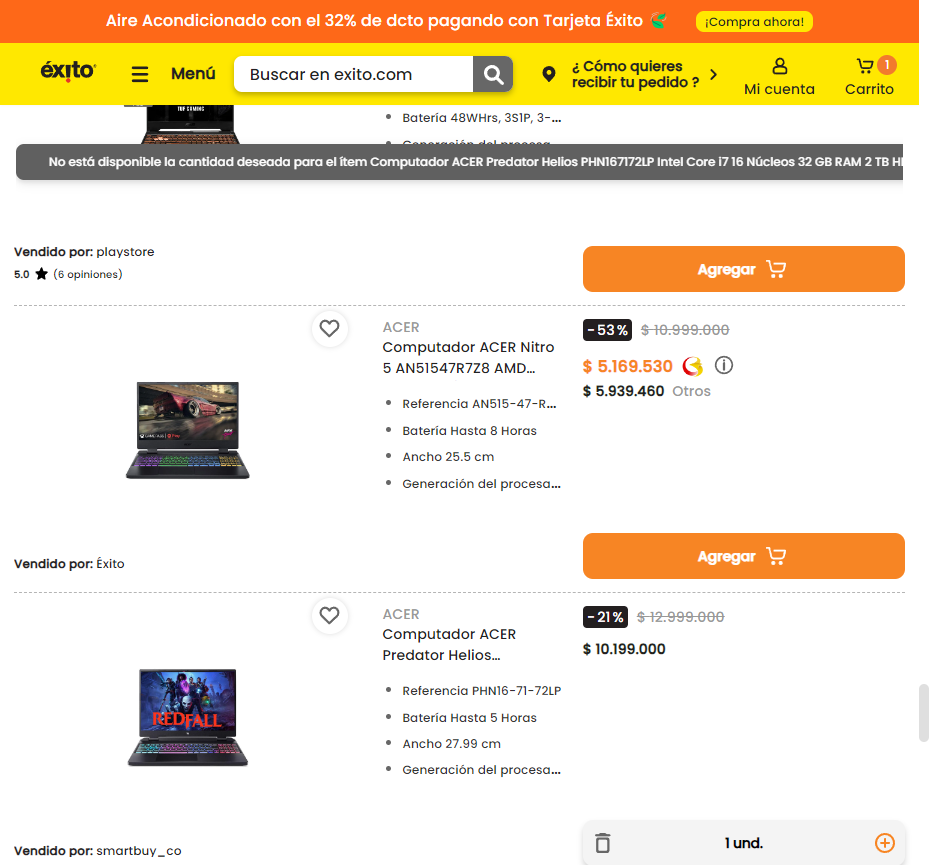 Aire Acondicionado con el 32% de dcto pagando con Tarjeta Éxito
¡Compra ahora!
éxito
Menú
Buscar en exito.com
¿ Cómo quieres
recibir tu pedido ?
Mi cuenta
1
Carrito
TUF GAMING
Batería 48WHrs, 3S1P, 3-...
Generación del procesa...
No está disponible la cantidad deseada para el ítem Computador ACER Predator Helios PHN167172LP Intel Core i7 16 Núcleos 32 GB RAM 2 TB
Vendido por: playstore
5.0 ★ (6 opiniones)
Agregar
ACER
Computador ACER Nitro
5 AN51547R7Z8 AMD...
Referencia AN515-47-R...
Batería Hasta 8 Horas
Ancho 25.5 cm
Generación del procesa...
-53%
$ 10.999.000
$ 5.169.530
$ 5.939.460 Otros
Vendido por: Éxito
Agregar
ACER
Computador ACER
Predator Helios...
REDFALL
Referencia PHN16-71-72LP
Batería Hasta 5 Horas
Ancho 27.99 cm
Generación del procesa...
-21%
$ 12.999.000
$ 10.199.000
Vendido por: smartbuy_co
1 und.